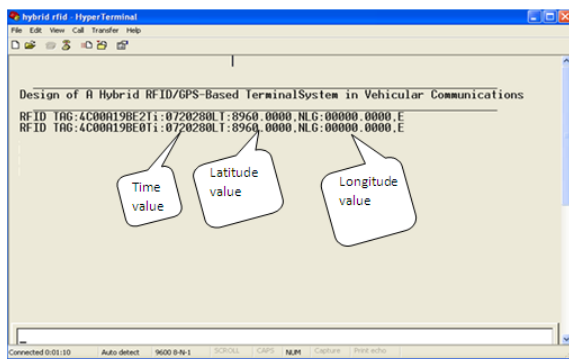 hybrid rfid - HyperTerminal
File Edit View Call Transfer Help
Design of A Hybrid RFID/GPS-Based TerminalSystem in Vehicular Communications
RFID TAG:4C00A19BE2Ti:0720280LT:8960.0000,NLG:00000.0000,E
RFID TAG:4C00A19BE0Ti:0720280LT:8960.0000,NLG:00000.0000,E
Time
value
Latitude
value
Longitude
value
Connected 0:01:10 Auto detect 9600 8-N-1 SCROLL CAPS NUM Capture Print echo